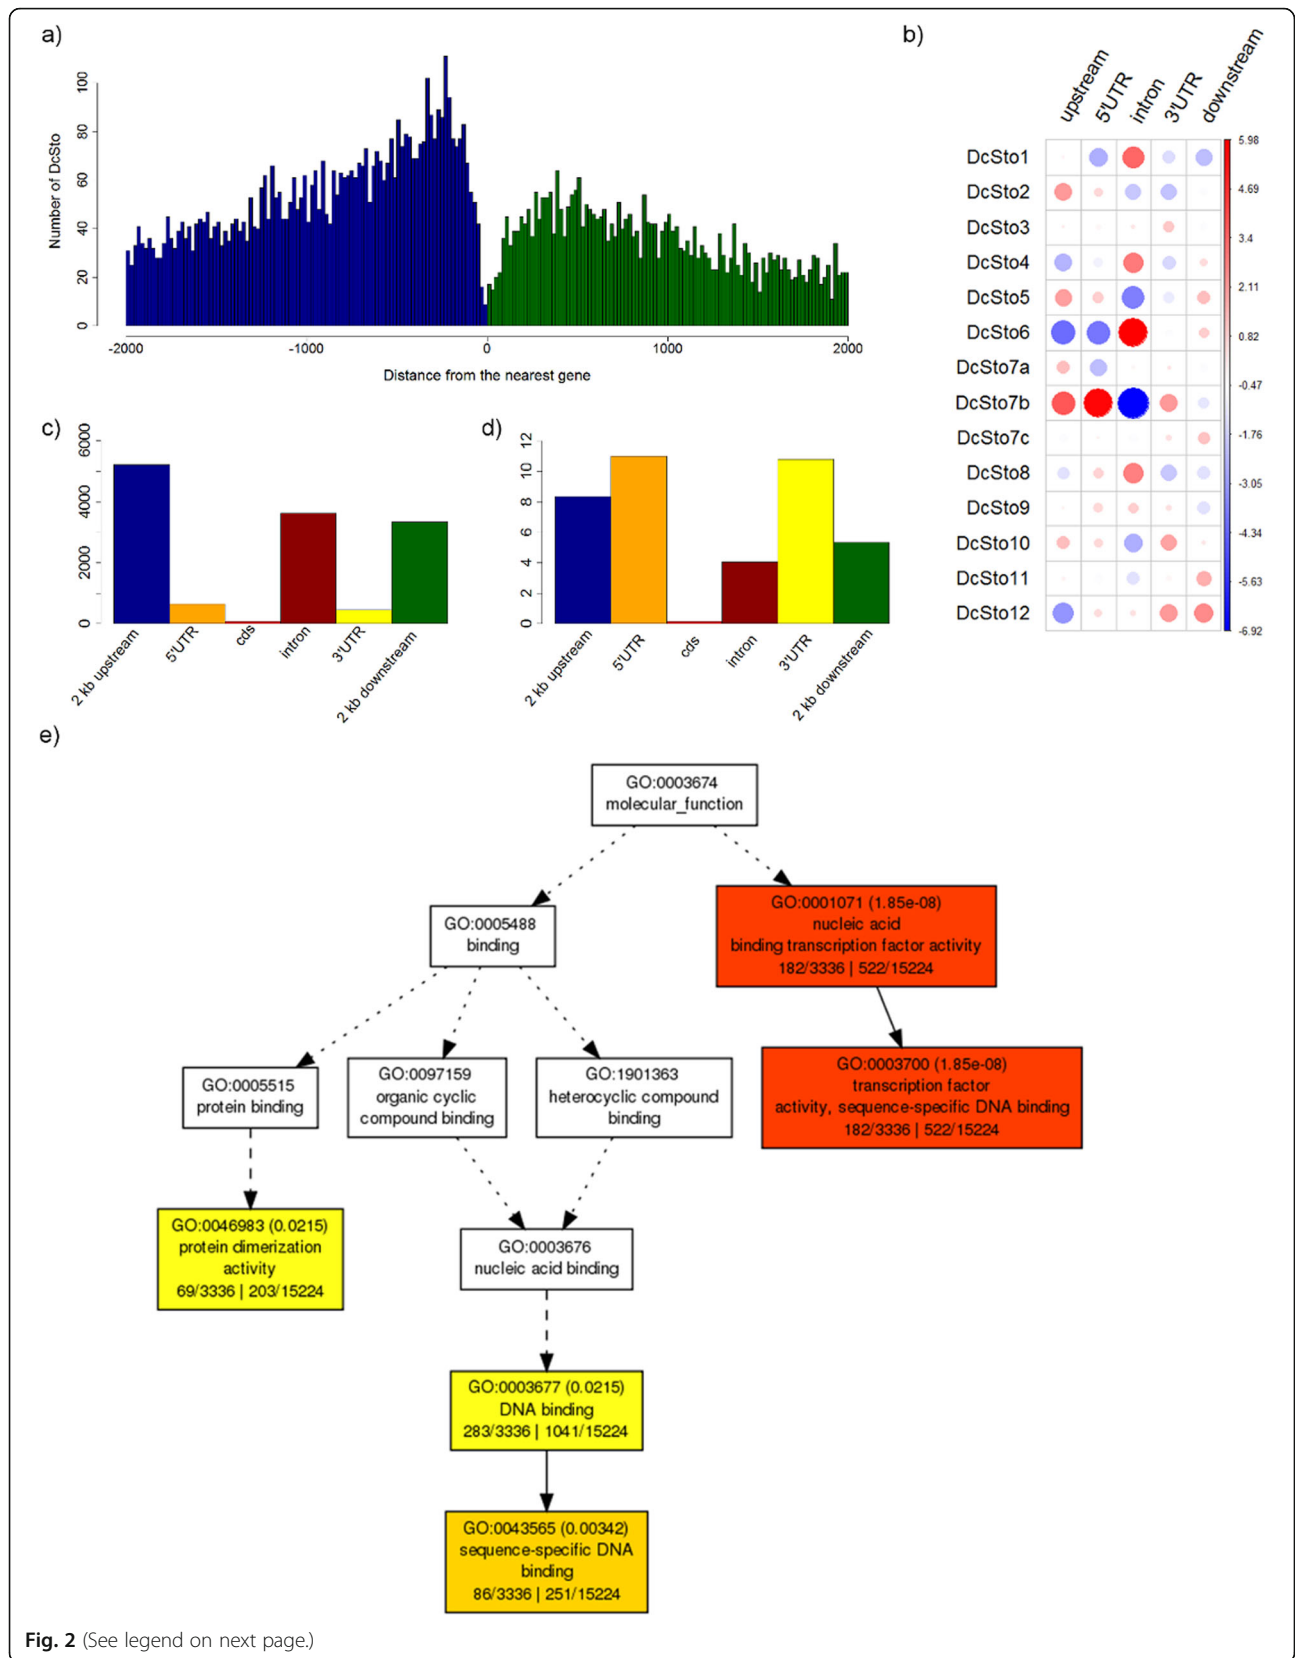 a)
Number of DcSto
0
20
40
60
80
100
-2000
-1000
0
1000
2000
Distance from the nearest gene
b)
upstream
5'UTR
intron
3'UTR
downstream
DcSto1
DcSto2
DcSto3
DcSto4
DcSto5
DcSto6
DcSto7a
DcSto7b
DcSto7c
DcSto8
DcSto9
DcSto10
DcSto11
DcSto12
5.98
4.69
3.4
2.11
0.82
-0.47
-1.76
-3.05
-4.34
-5.63
-6.92
c)
0
2000
4000
6000
2 kb upstream
5'UTR
cds
intron
3'UTR
2 kb downstream
d)
0
2
4
6
8
10
12
2 kb upstream
5'UTR
cds
intron
3'UTR
2 kb downstream
e)
GO:0003674
molecular_function
GO:0005488
binding
GO:0001071 (1.85e-08)
nucleic acid
binding transcription factor activity
182/3336 | 522/15224
GO:0005515
protein binding
GO:0097159
organic cyclic
compound binding
GO:1901363
heterocyclic compound
binding
GO:0003700 (1.85e-08)
transcription factor
activity, sequence-specific DNA binding
182/3336 | 522/15224
GO:0046983 (0.0215)
protein dimerization
activity
69/3336 | 203/15224
GO:0003676
nucleic acid binding
GO:0003677 (0.0215)
DNA binding
283/3336 | 1041/15224
GO:0043565 (0.00342)
sequence-specific DNA
binding
86/3336 | 251/15224
Fig. 2 (See legend on next page.)